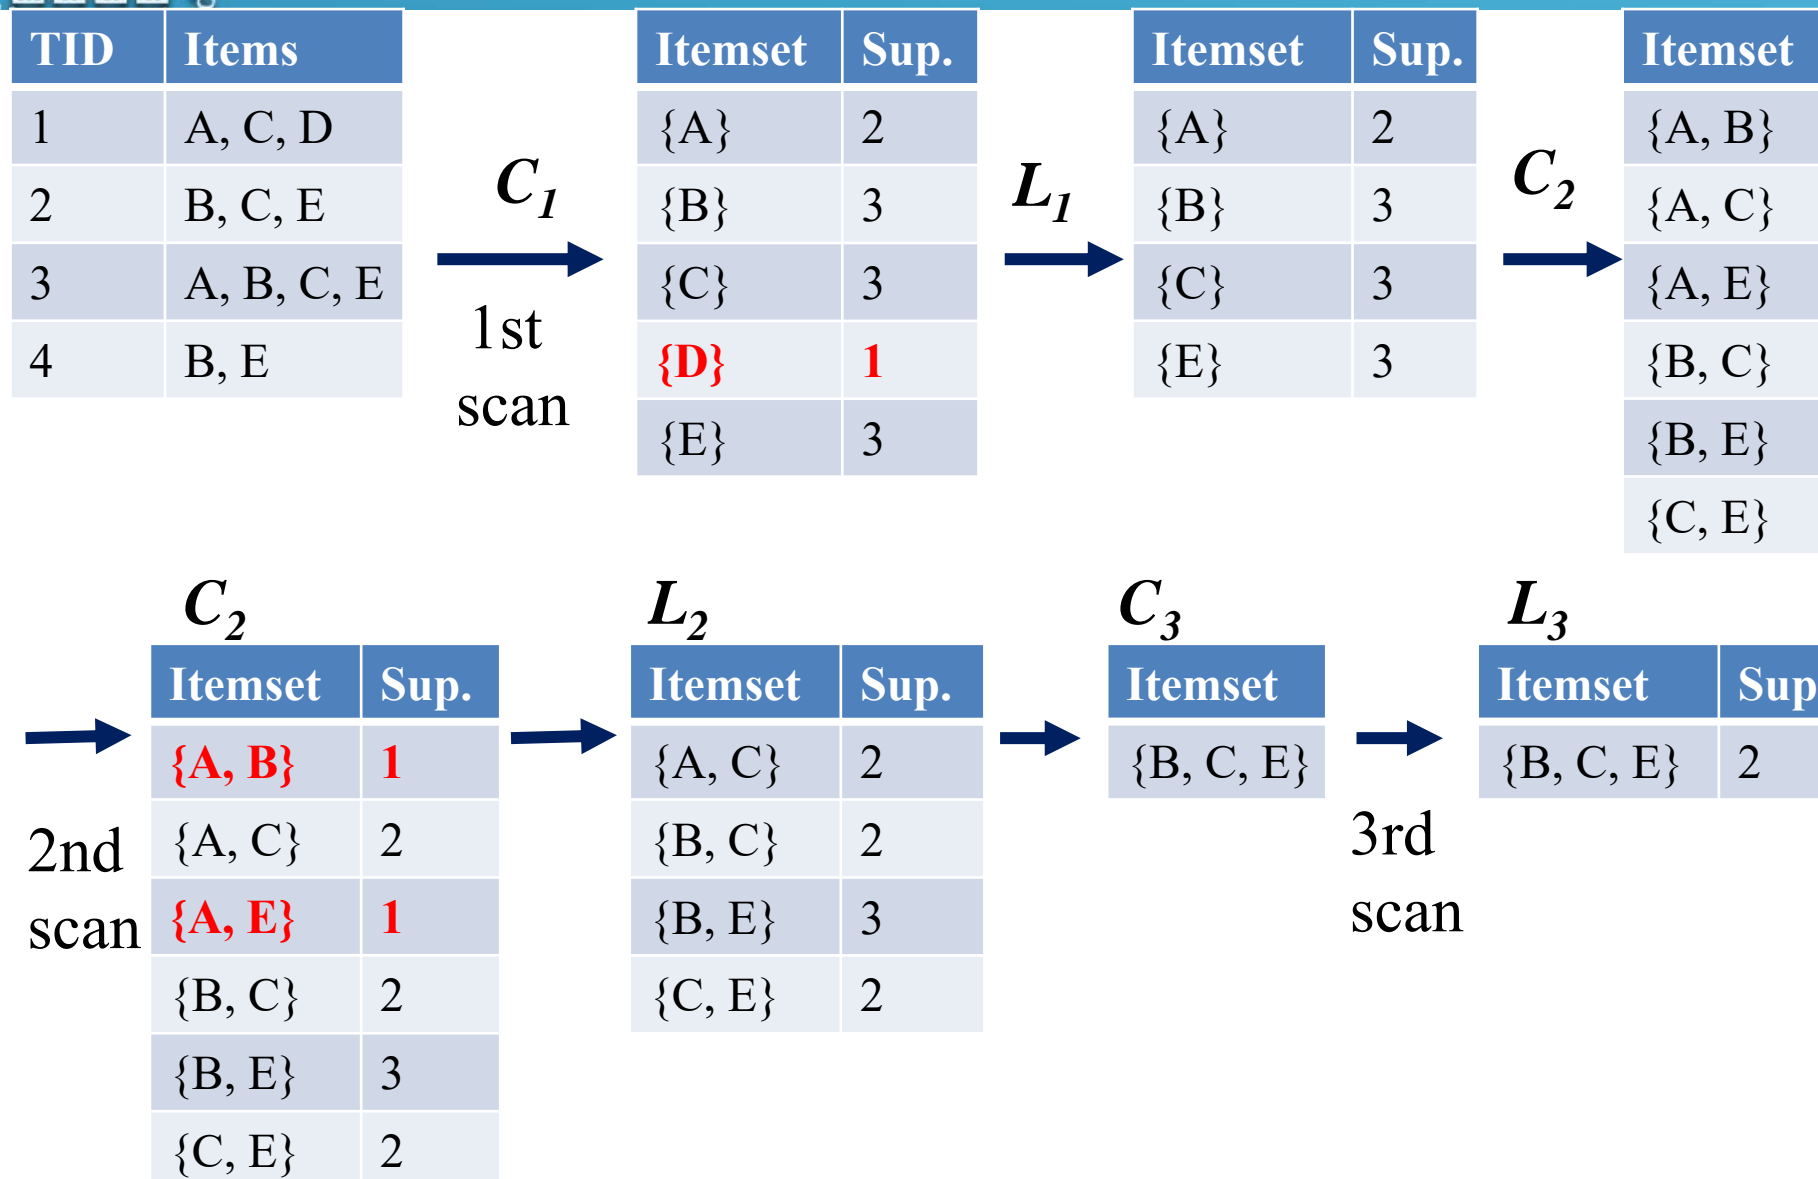 TID Items
1 A, C, D
2 B, C, E
3 A, B, C, E
4 B, E
C1
1st
scan
Itemset Sup.
{A} 2
{B} 3
{C} 3
{D} 1
{E} 3
L1
Itemset Sup.
{A} 2
{B} 3
{C} 3
{E} 3
C2
Itemset
{A, B}
{A, C}
{A, E}
{B, C}
{B, E}
{C, E}
2nd
scan
C2
Itemset Sup.
{A, B} 1
{A, C} 2
{A, E} 1
{B, C} 2
{B, E} 3
{C, E} 2
L2
Itemset Sup.
{A, C} 2
{B, C} 2
{B, E} 3
{C, E} 2
C3
Itemset
{B, C, E}
3rd
scan
L3
Itemset Sup
{B, C, E} 2